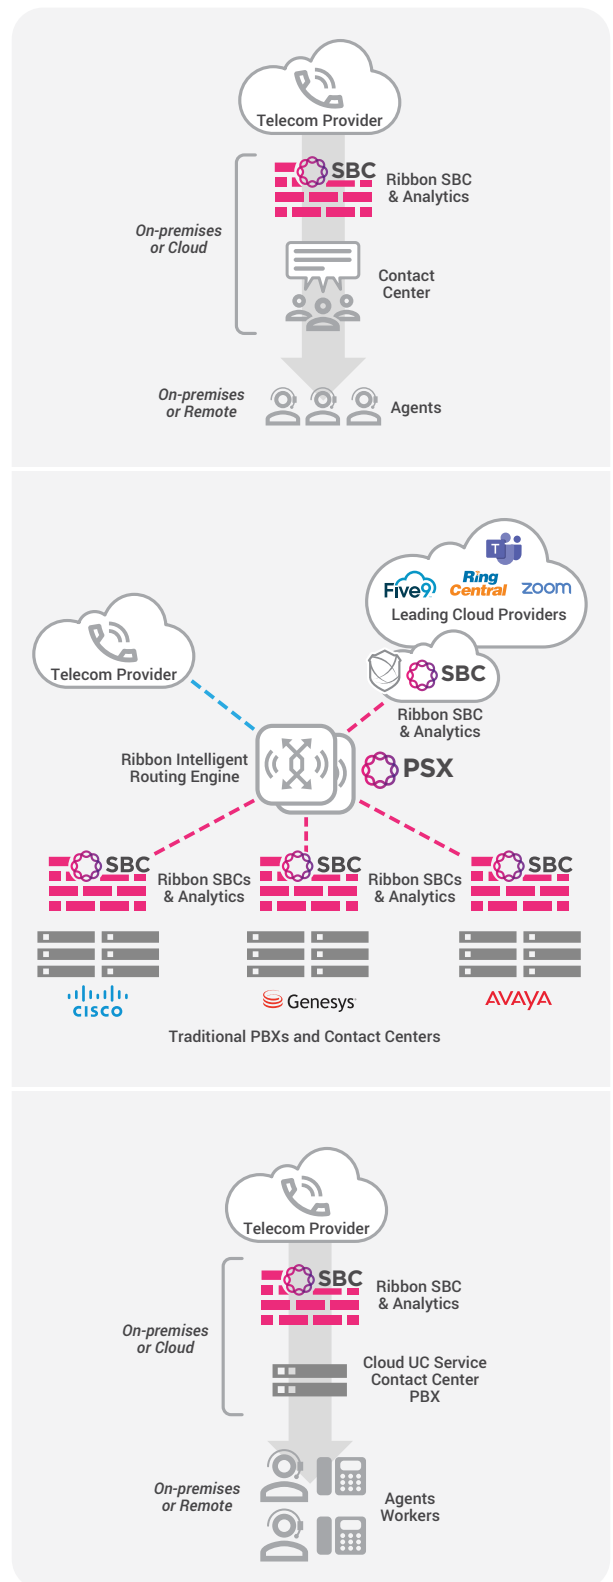 Telecom Provider
SBC
Ribbon SBC
& Analytics
On-premises
or Cloud
Contact
Center
On-premises
or Remote
Agents
T
Five9
Ring
Central
zoom
Leading Cloud Providers
Telecom Provider
SBC
Ribbon SBC
& Analytics
Ribbon Intelligent
Routing Engine
PSX
SBC
Ribbon SBCs
& Analytics
SBC
Ribbon SBCs
& Analytics
SBC
CISCO
Genesys
AVAYA
Traditional PBXs and Contact Centers
Telecom Provider
SBC
Ribbon SBC
& Analytics
On-premises
or Cloud
Cloud UC Service
Contact Center
PBX
On-premises
or Remote
Agents
Workers